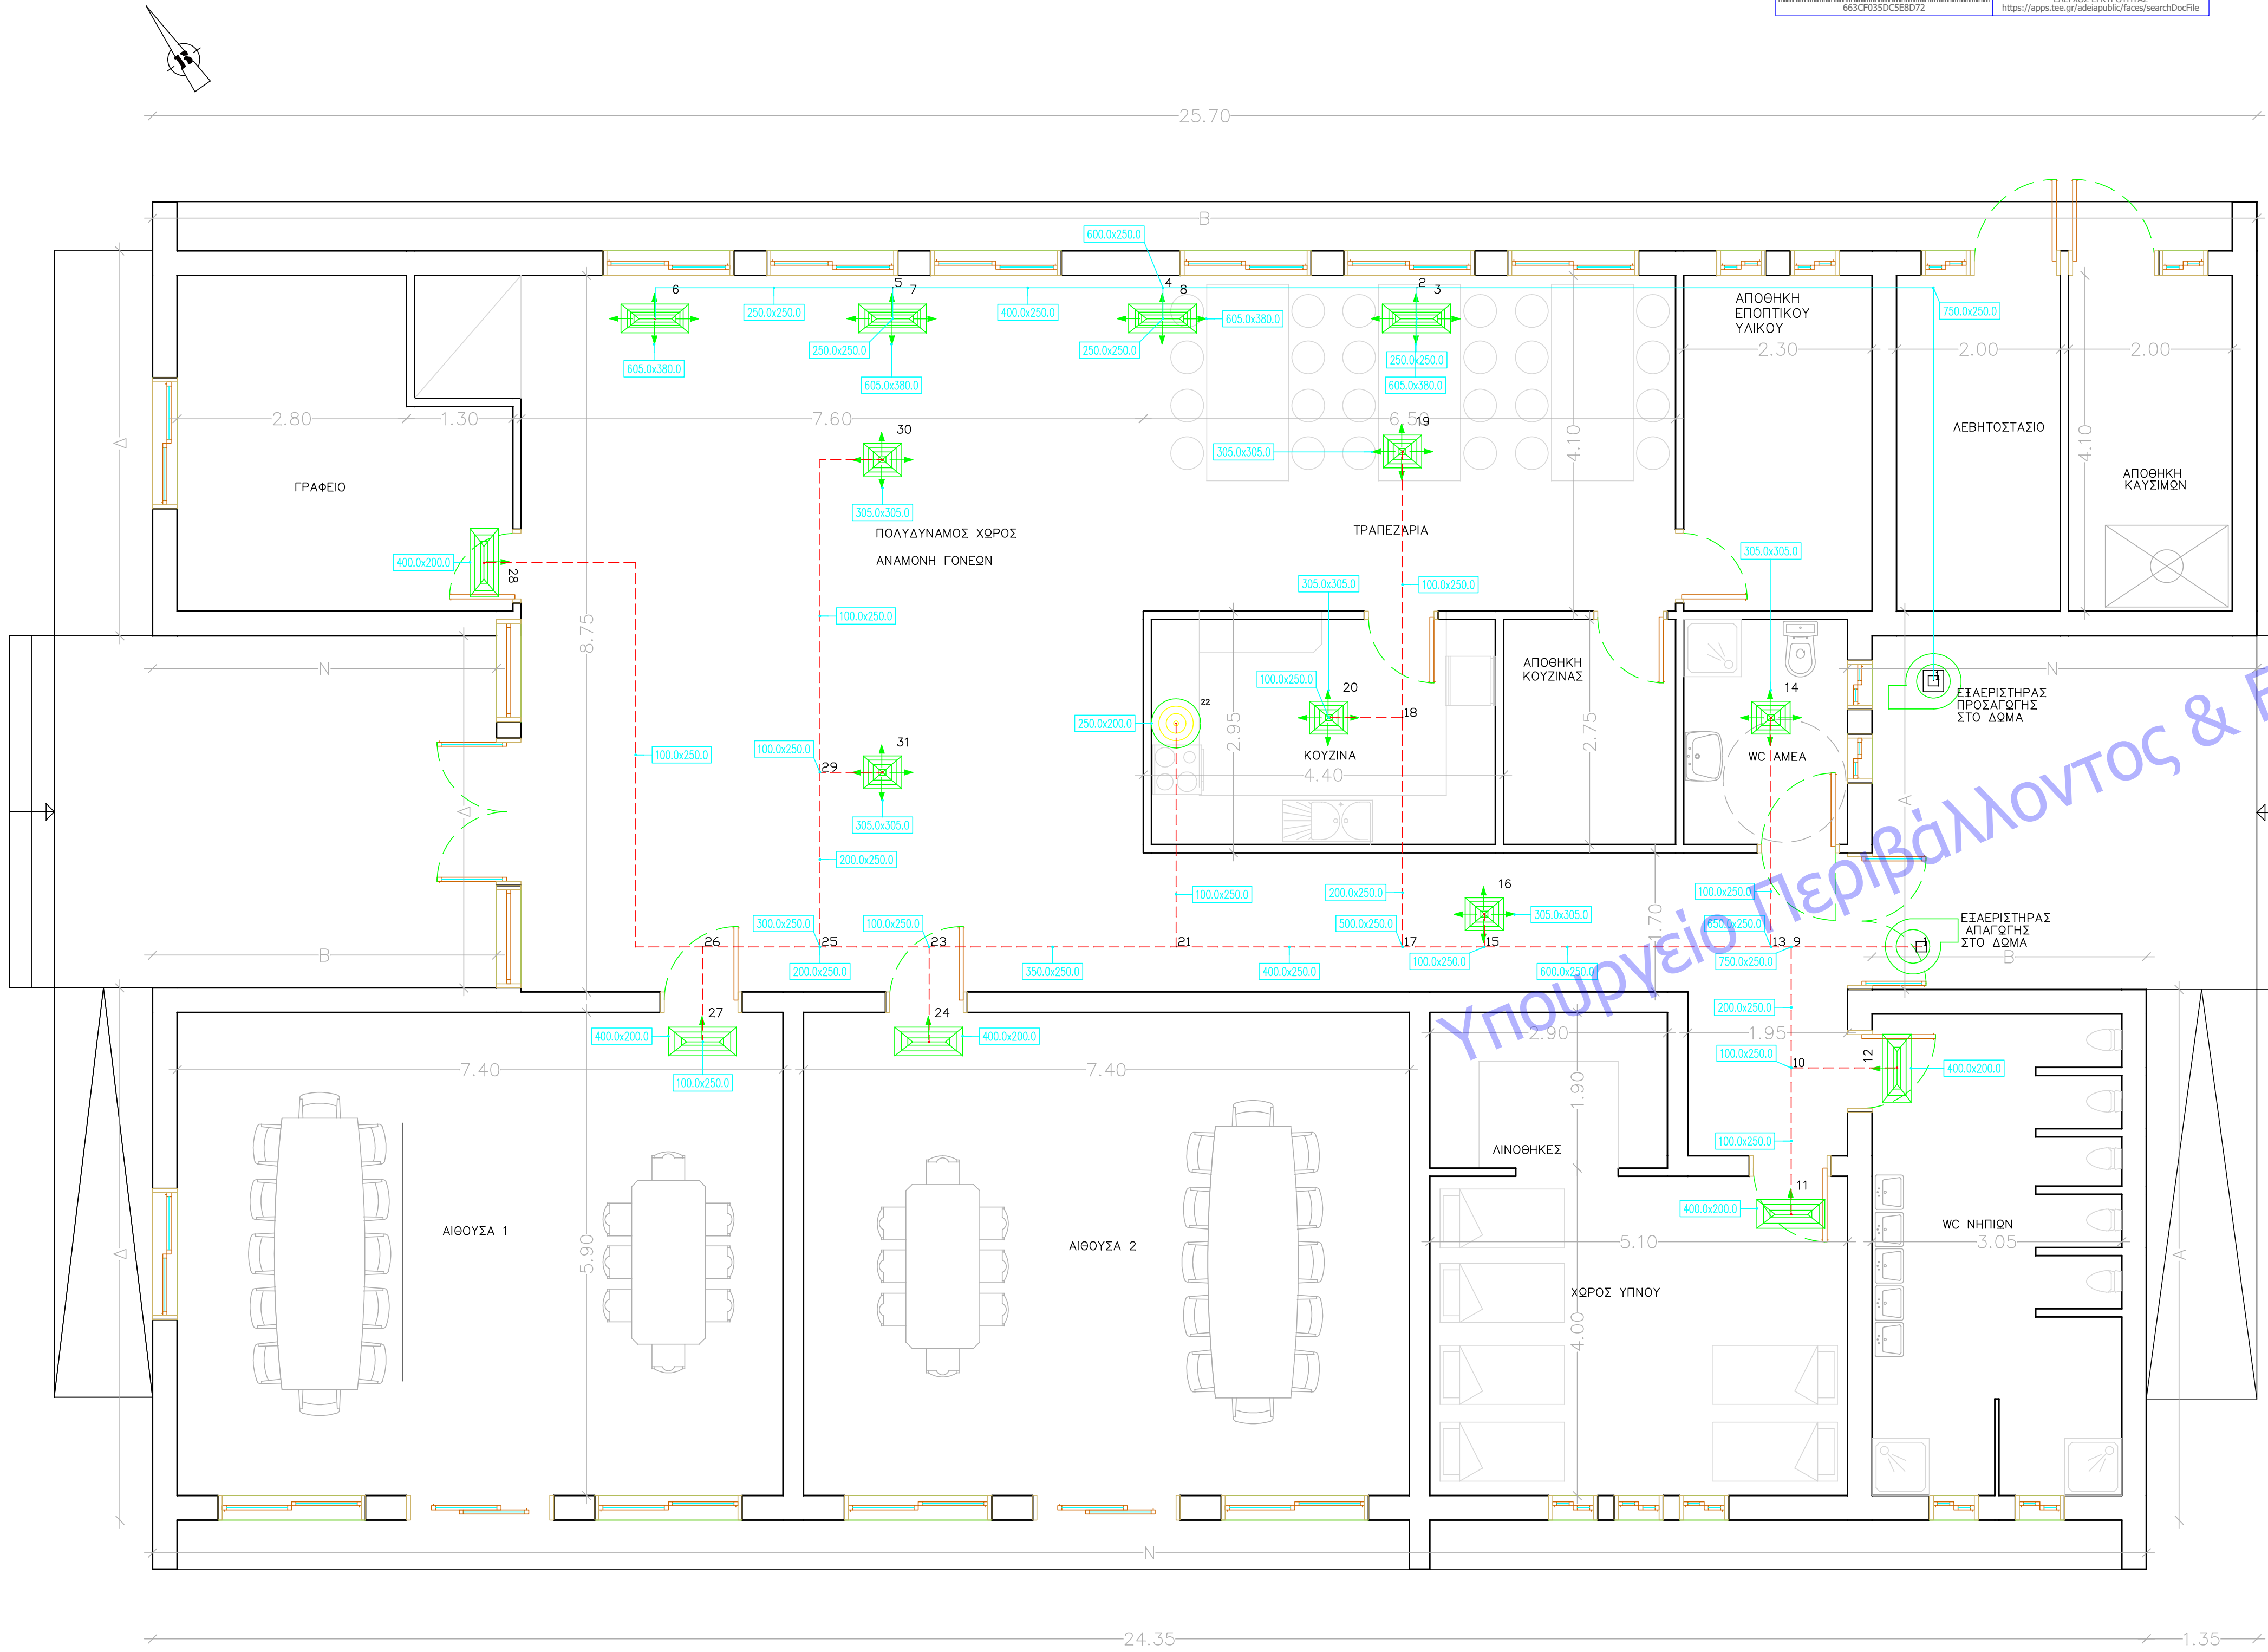 663CF035DC5E8D72
https://apps.tee.gr/adeiapublic/faces/searchDocFile
25.70
B
600.0x250.0
6
5
7
4
8
2
3
250.0x250.0
400.0x250.0
605.0x380.0
750.0x250.0
250.0x250.0
250.0x250.0
250.0x250.0
605.0x380.0
605.0x380.0
605.0x380.0
ΑΠΟΘΗΚΗ
ΕΠΟΠΤΙΚΟΥ
ΥΛΙΚΟΥ
2.30
2.00
2.00
2.80
1.30
7.60
6.50
4.10
4.10
Δ
30
19
305.0x305.0
305.0x305.0
ΛΕΒΗΤΟΣΤΑΣΙΟ
ΑΠΟΘΗΚΗ
ΚΑΥΣΙΜΩΝ
ΓΡΑΦΕΙΟ
ΠΟΛΥΔΥΝΑΜΟΣ ΧΩΡΟΣ
ΑΝΑΜΟΝΗ ΓΟΝΕΩΝ
ΤΡΑΠΕΖΑΡΙΑ
400.0x200.0
28
305.0x305.0
305.0x305.0
100.0x250.0
100.0x250.0
8.75
N
N
ΑΠΟΘΗΚΗ
ΚΟΥΖΙΝΑΣ
100.0x250.0
20
18
14
22
250.0x200.0
2.95
2.75
ΚΟΥΖΙΝΑ
4.40
WC ΑΜΕΑ
1
ΕΞΑΕΡΙΣΤΗΡΑΣ
ΠΡΟΣΑΓΩΓΗΣ
ΣΤΟ ΔΩΜΑ
100.0x250.0
100.0x250.0
29
31
305.0x305.0
Δ
A
200.0x250.0
100.0x250.0
200.0x250.0
16
305.0x305.0
100.0x250.0
1.70
300.0x250.0
100.0x250.0
500.0x250.0
650.0x250.0
ΕΞΑΕΡΙΣΤΗΡΑΣ
ΑΠΑΓΩΓΗΣ
ΣΤΟ ΔΩΜΑ
1
B
B
26
25
23
21
17
15
13
9
200.0x250.0
350.0x250.0
400.0x250.0
100.0x250.0
600.0x250.0
750.0x250.0
200.0x250.0
27
24
400.0x200.0
400.0x200.0
100.0x250.0
7.40
7.40
2.90
1.95
1.90
100.0x250.0
10
12
400.0x200.0
100.0x250.0
ΛΙΝΟΘΗΚΕΣ
11
400.0x200.0
ΑΙΘΟΥΣΑ 1
ΑΙΘΟΥΣΑ 2
5.90
5.10
WC ΝΗΠΙΩΝ
3.05
Δ
A
ΧΩΡΟΣ ΥΠΝΟΥ
4.00
N
24.35
1.35
Υπουργείο Περιβάλλοντος &